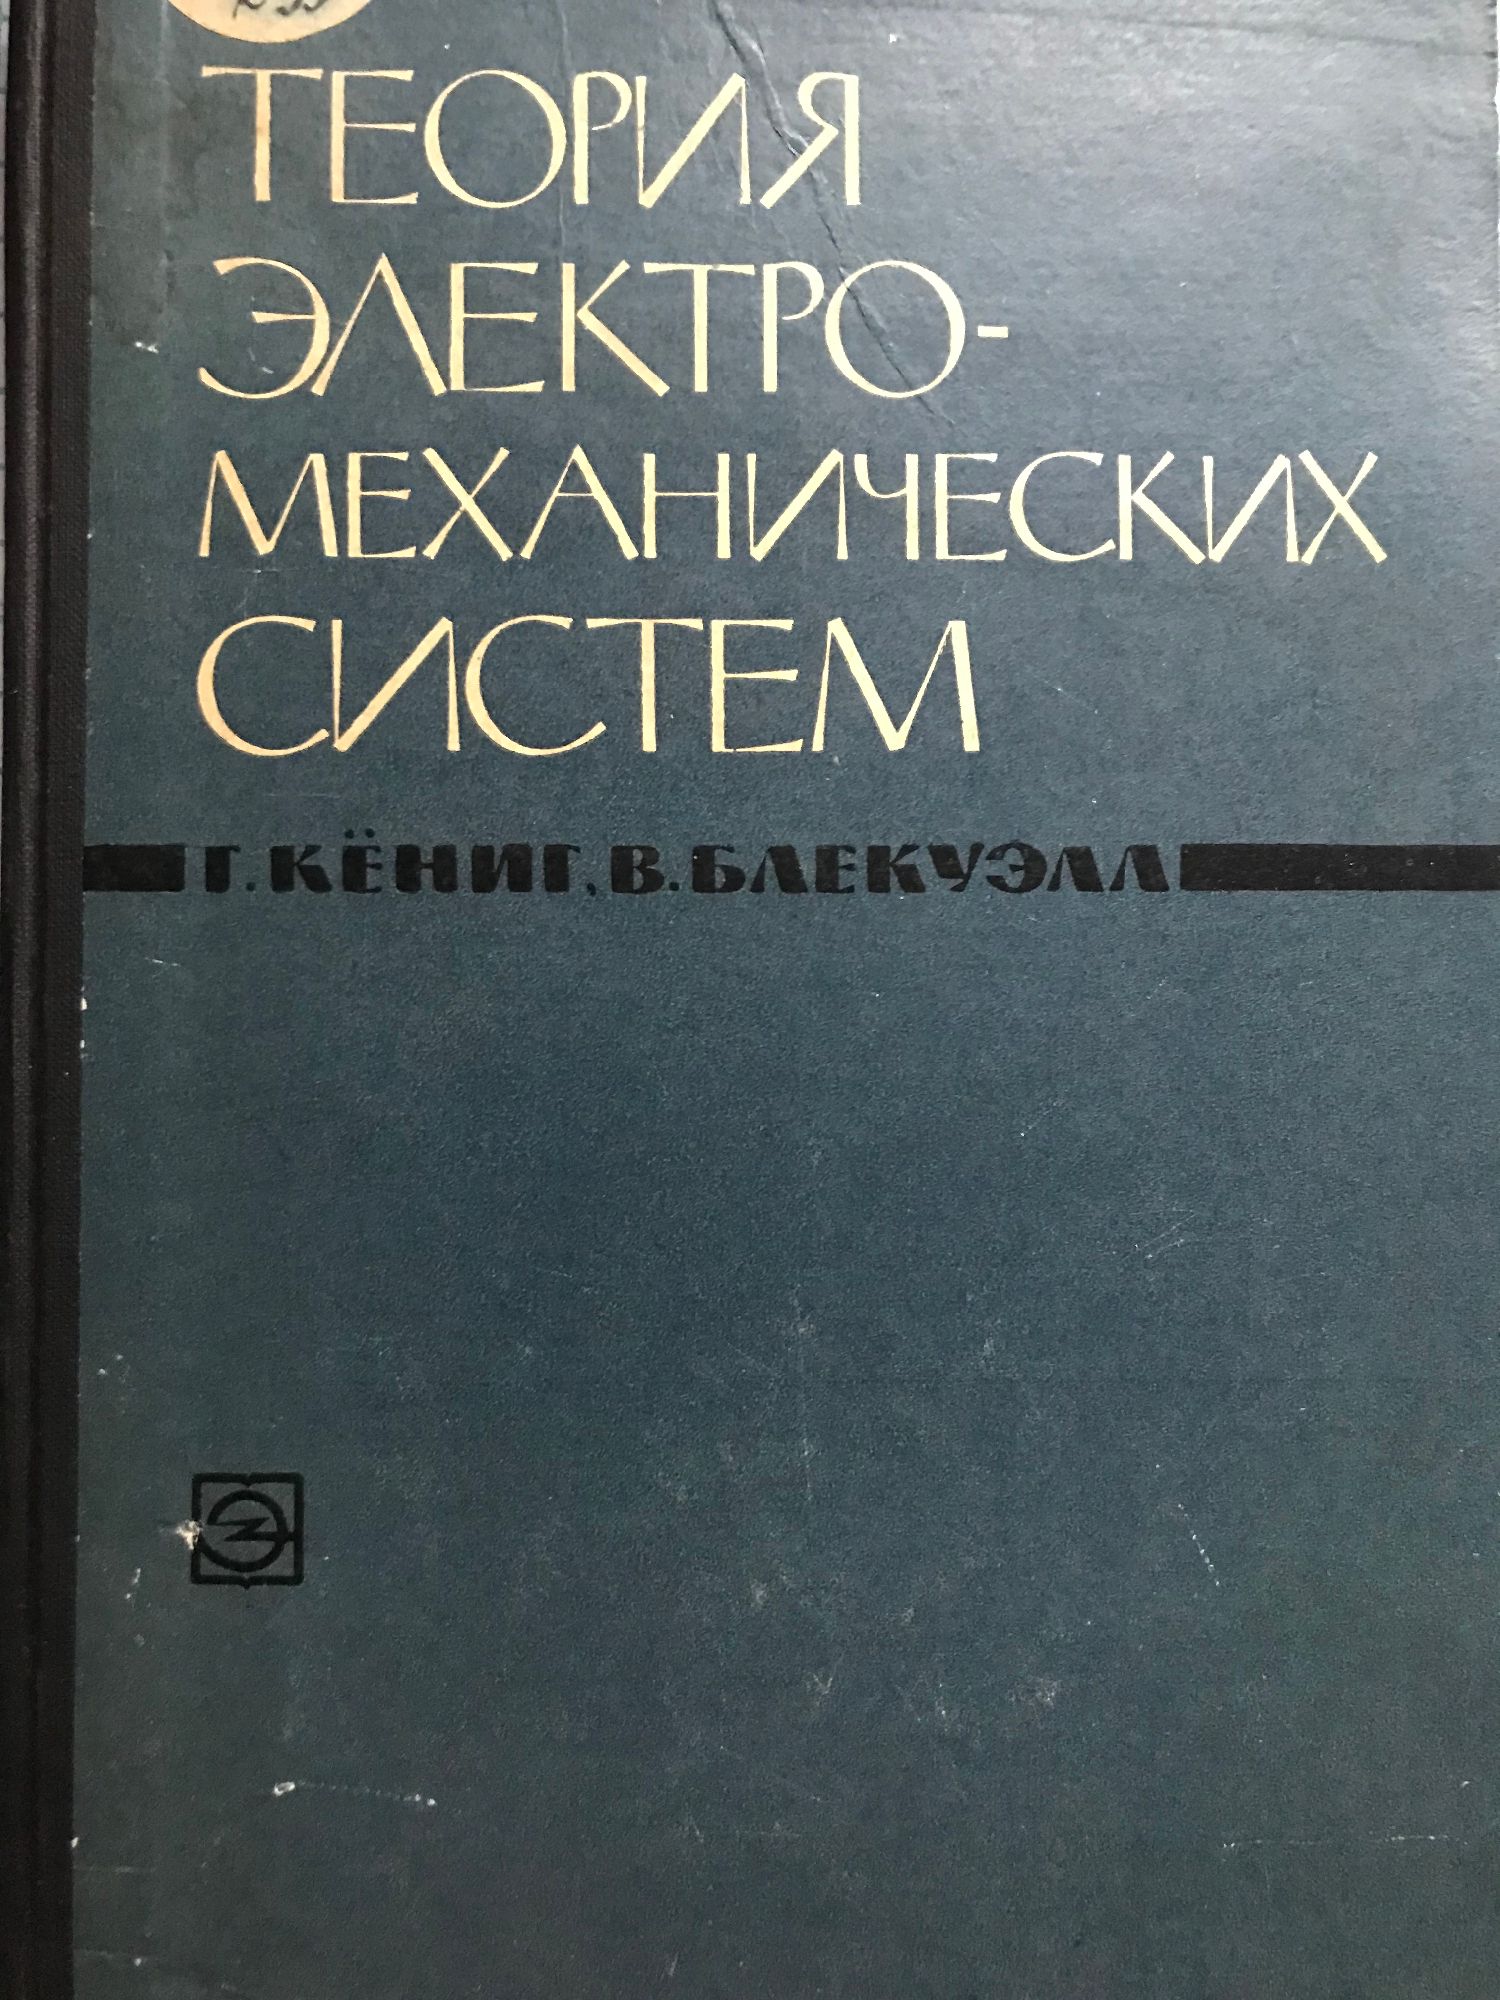 ТЕОРИЯ
ЭЛЕКТРО-
МЕХАНИЧЕСКИХ
СИСТЕМ
Г. КЁНИГ, В. БЛЕКУЭЛЛ